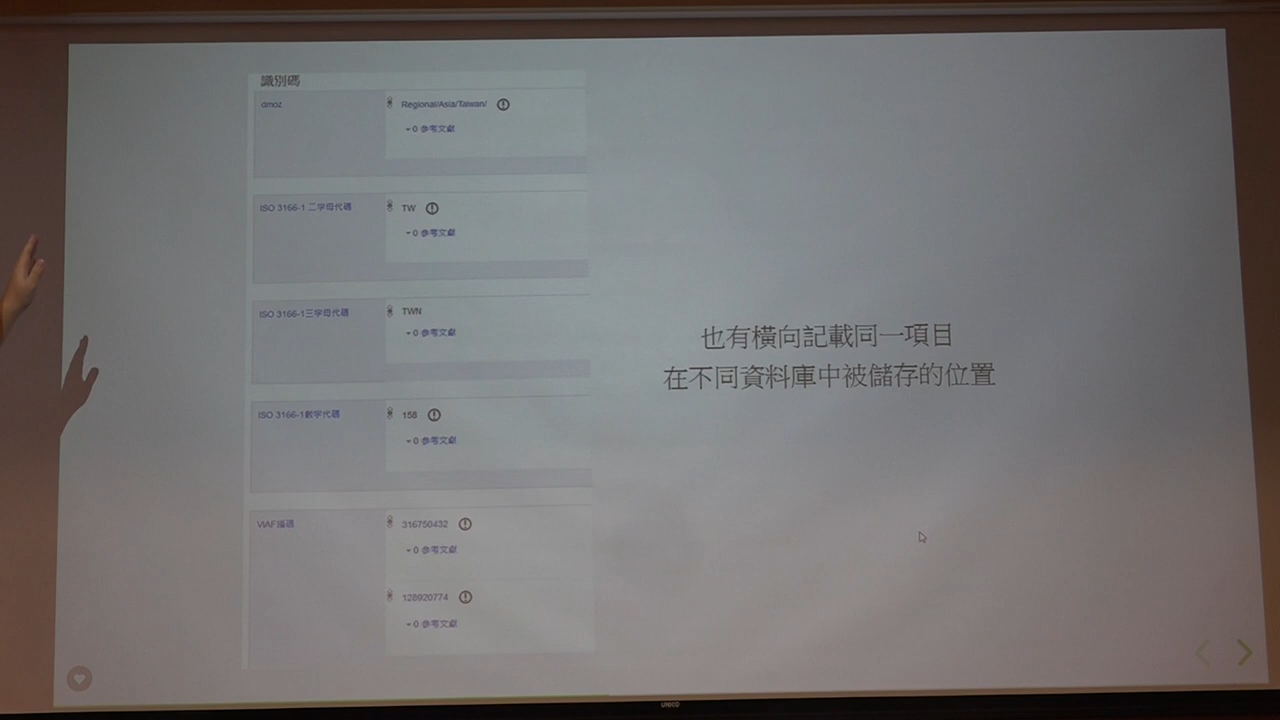 識別碼
dmoz
Regional/Asia/Taiwan/
0 參考文獻
ISO 3166-1 二字母代碼
TW
0 參考文獻
ISO 3166-1三字母代碼
TWN
0 參考文獻
ISO 3166-1數字代碼
158
0 參考文獻
VIAF編碼
316750432
0 參考文獻
128920774
0 參考文獻
也有橫向記載同一項目
在不同資料庫中被儲存的位置